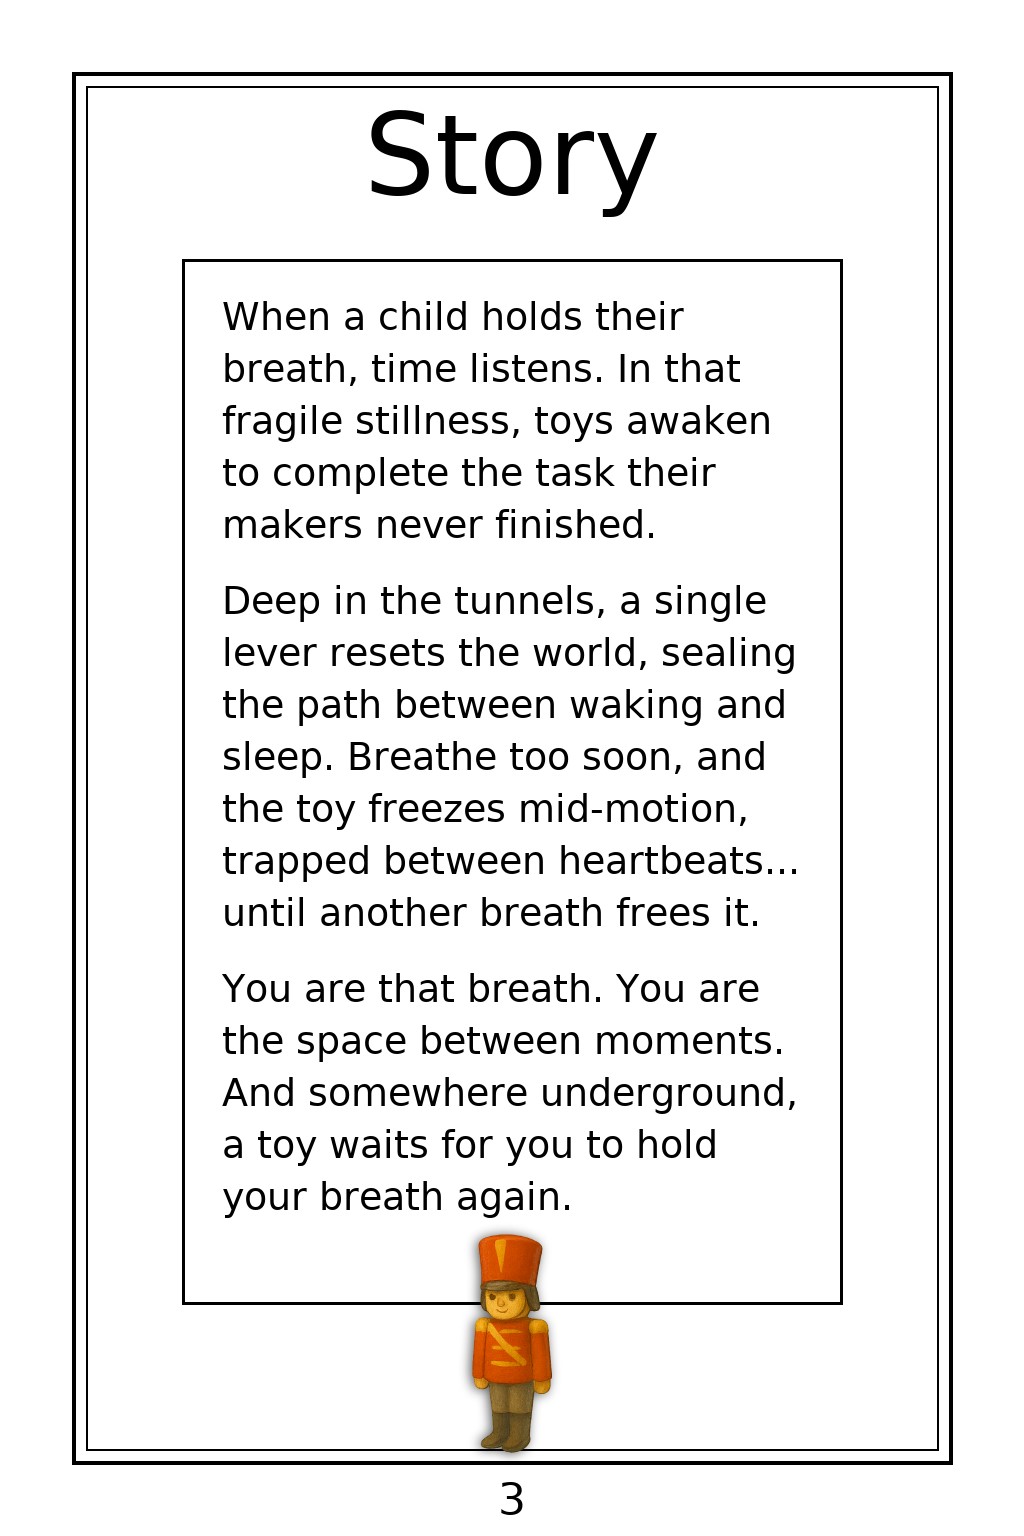 Story
When a child holds their
breath, time listens. In that
fragile stillness, toys awaken
to complete the task their
makers never finished.
Deep in the tunnels, a single
lever resets the world, sealing
the path between waking and
sleep. Breathe too soon, and
the toy freezes mid-motion,
trapped between heartbeats...
until another breath frees it.
You are that breath. You are
the space between moments.
And somewhere underground,
a toy waits for you to hold
your breath again.
3